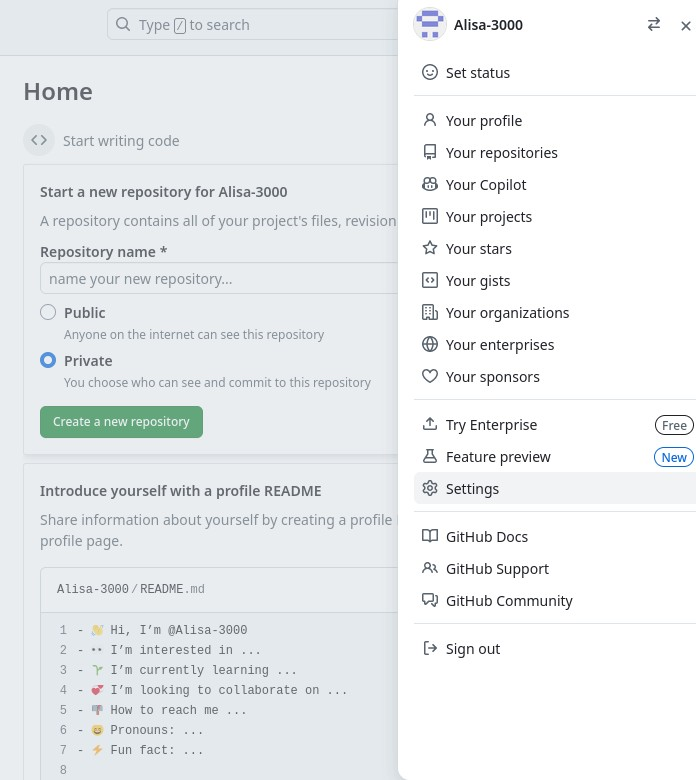 Type / to search
Home
Start writing code
Start a new repository for Alisa-3000
A repository contains all of your project's files, revision
Repository name *
name your new repository...
Public
Anyone on the internet can see this repository
Private
You choose who can see and commit to this repository
Create a new repository
Introduce yourself with a profile README
Share information about yourself by creating a profile
profile page.
Alisa-3000/README.md
1 - 👋 Hi, I’m @Alisa-3000
2 - 👀 I’m interested in ...
3 - 🌱 I’m currently learning ...
4 - 💞️ I’m looking to collaborate on ...
5 - 📫 How to reach me ...
6 - 😄 Pronouns: ...
7 - ⚡ Fun fact: ...
8
Alisa-3000
Set status
Your profile
Your repositories
Your Copilot
Your projects
Your stars
Your gists
Your organizations
Your enterprises
Your sponsors
Try Enterprise Free
Feature preview New
Settings
GitHub Docs
GitHub Support
GitHub Community
Sign out